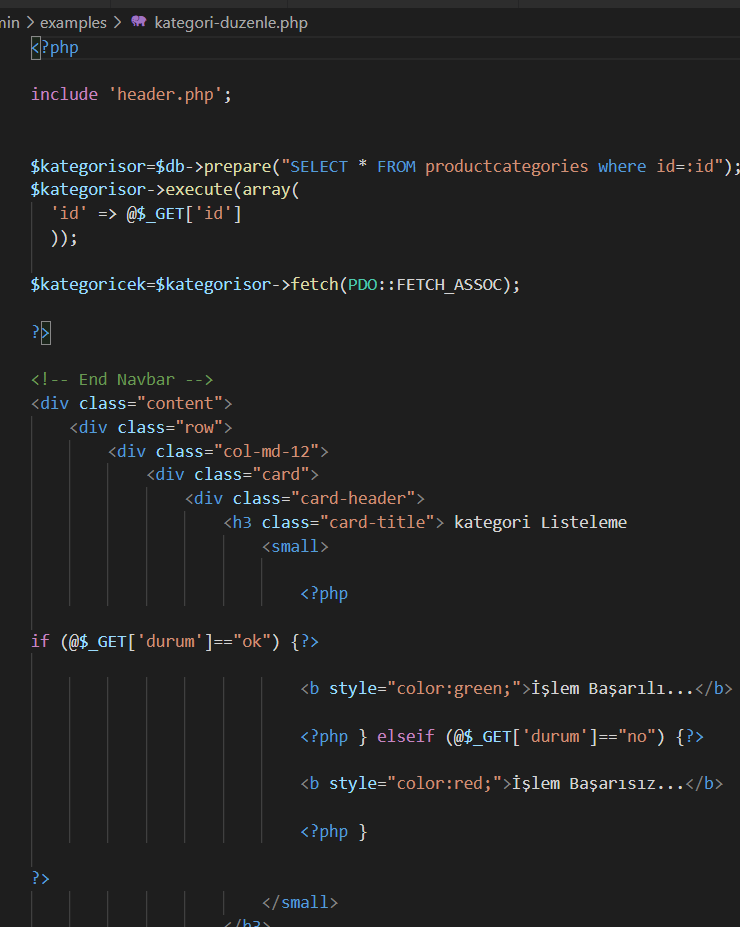 min > examples > kategori-duzenle.php
<?php
include 'header.php';
$kategorisor=$db->prepare("SELECT * FROM productcategories where id=:id");
$kategorisor->execute(array(
'id' => @$_GET['id']
));
$kategoricek=$kategorisor->fetch(PDO::FETCH_ASSOC);
?>
<!-- End Navbar -->
<div class="content">
<div class="row">
<div class="col-md-12">
<div class="card">
<div class="card-header">
<h3 class="card-title"> kategori Listeleme
<small>
<?php
if (@$_GET['durum']=="ok") {?>
<b style="color:green;">İşlem Başarılı...</b>
<?php } elseif (@$_GET['durum']=="no") {?>
<b style="color:red;">İşlem Başarısız...</b>
<?php }
?>
</small>
</h3>